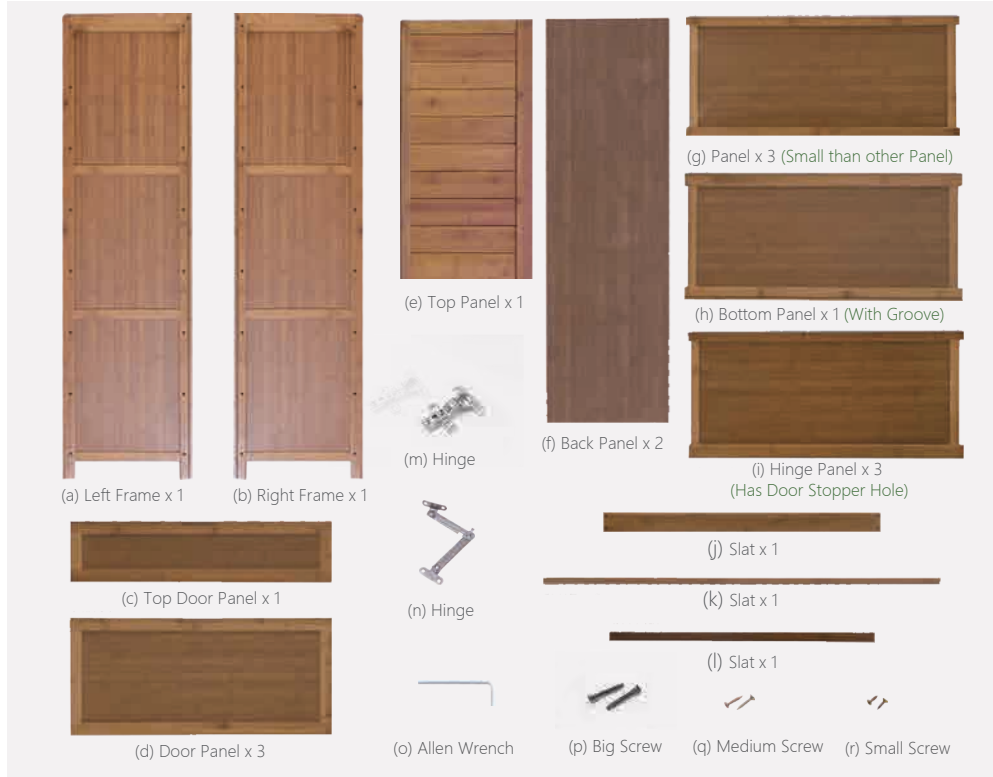 (g) Panel x 3 (Small than other Panel)
(e) Top Panel x 1
(h) Bottom Panel x 1 (With Groove)
(f) Back Panel x 2
(m) Hinge
(i) Hinge Panel x 3
(Has Door Stopper Hole)
(a) Left Frame x 1
(b) Right Frame x 1
(j) Slat x 1
(c) Top Door Panel x 1
(n) Hinge
(k) Slat x 1
(l) Slat x 1
(d) Door Panel x 3
(o) Allen Wrench
(p) Big Screw
(q) Medium Screw
(r) Small Screw